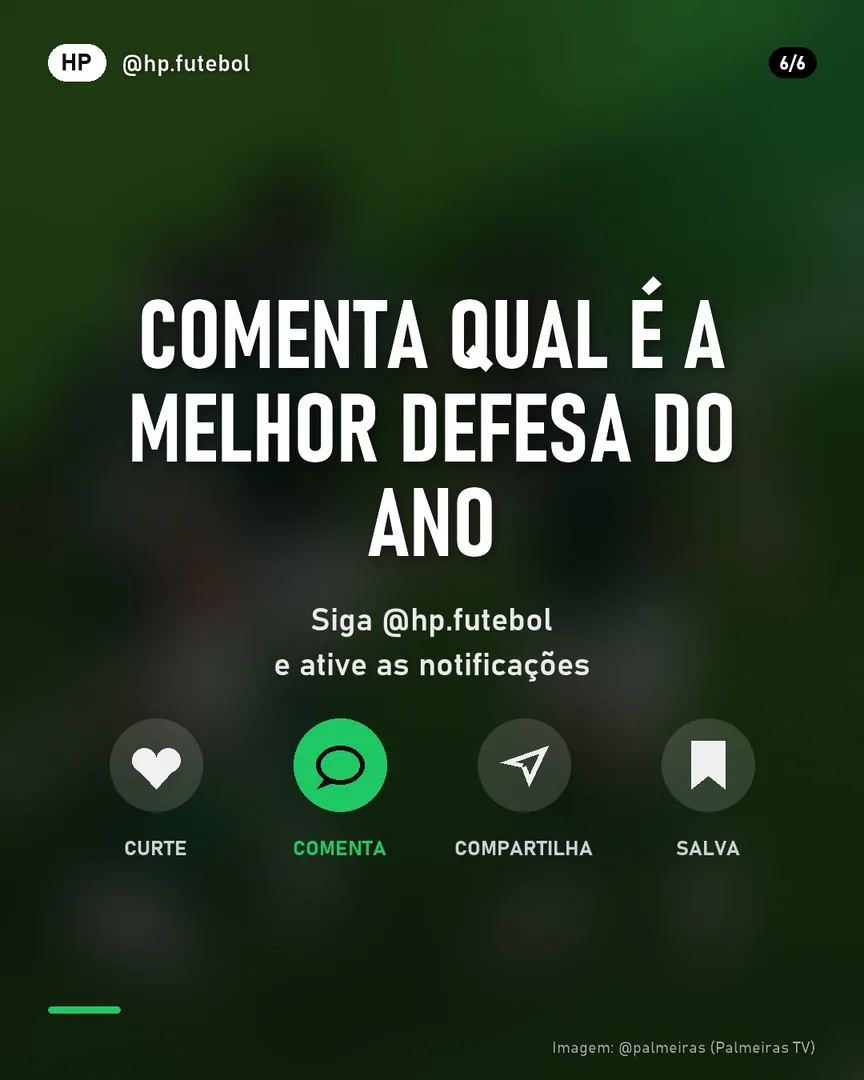 HP @hp.futebol 6/6
COMENTA QUAL É A
MELHOR DEFESA DO
ANO
Siga @hp.futebol
e ative as notificações
CURTE COMENTA COMPARTILHA SALVA
Imagem: @palmeiras (Palmeiras TV)